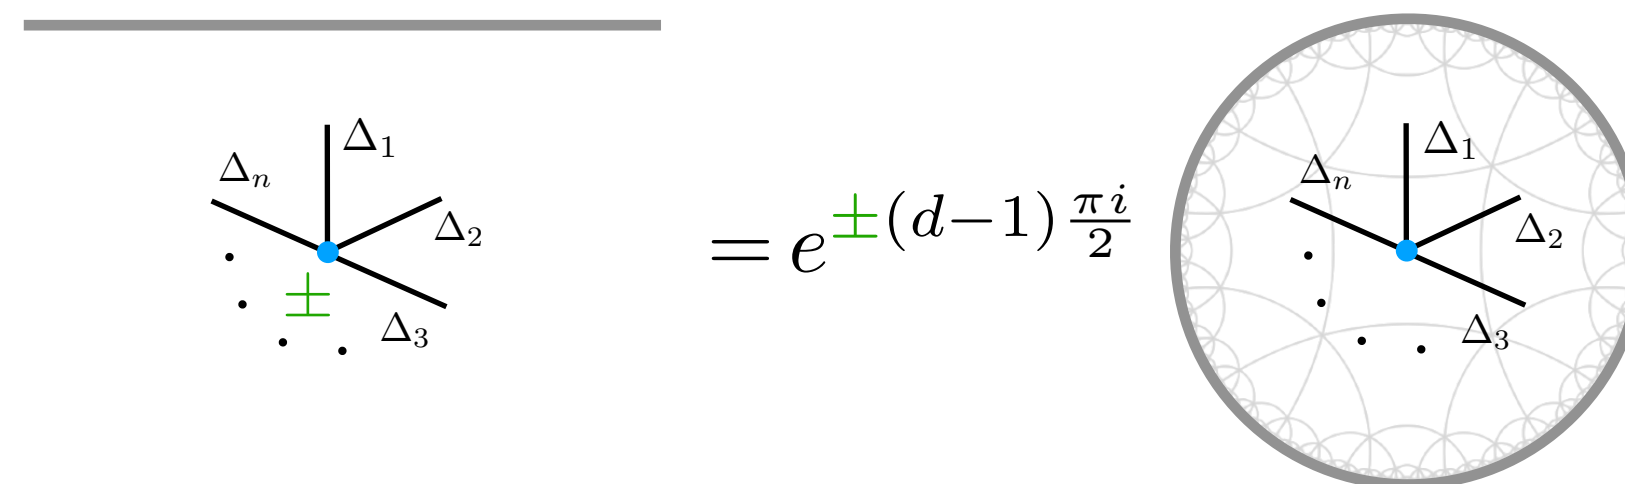 Δ₁
Δₙ
Δ₂
±
Δ₃
= e^{±(d−1)πi/2}
Δ₁
Δₙ
Δ₂
Δ₃